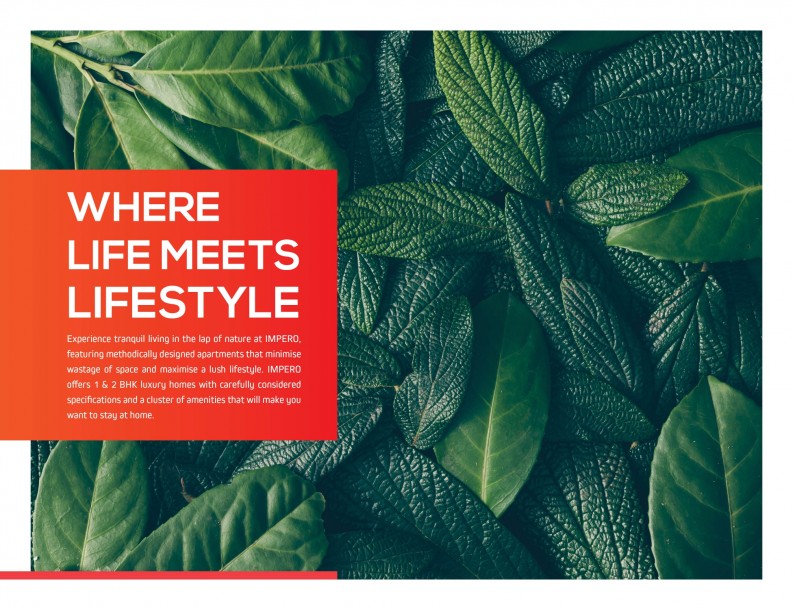 WHERE
LIFE MEETS
LIFESTYLE
Experience tranquil living in the lap of nature at IMPERO,
featuring methodically designed apartments that minimise
wastage of space and maximise a lush lifestyle. IMPERO
offers 1 & 2 BHK luxury homes with carefully considered
specifications and a cluster of amenities that will make you
want to stay at home.